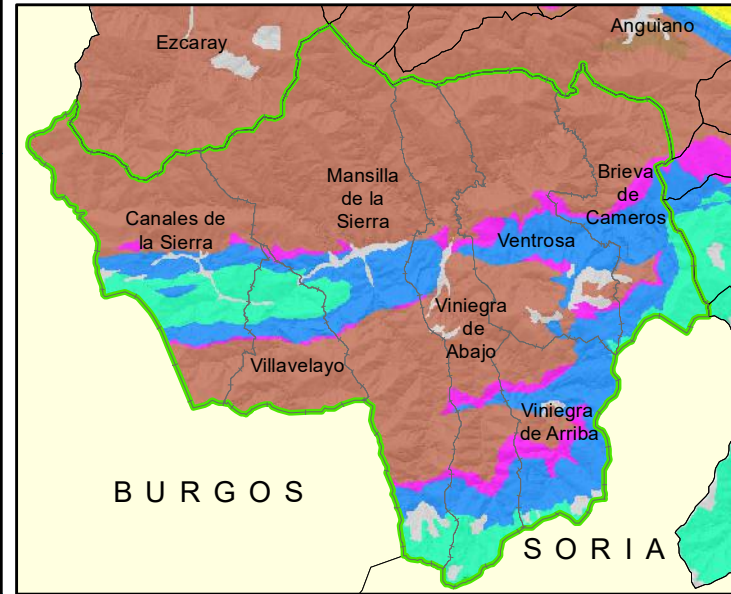 Ezcaray
Anguiano
Mansilla
de la
Sierra
Brieva
de
Cameros
Canales de
la Sierra
Ventrosa
Viniegra
de
Abajo
Villavelayo
Viniegra
de Arriba
BURGOS
SORIA